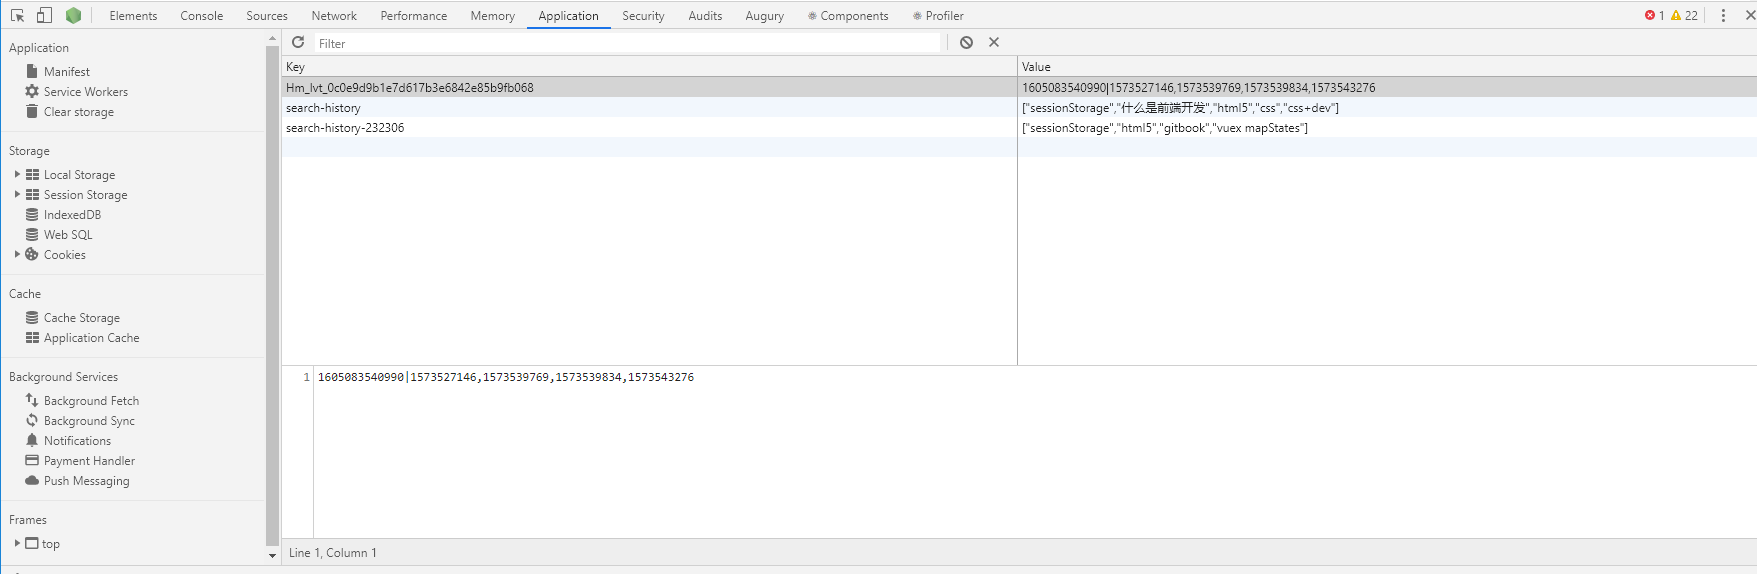 Elements Console Sources Network Performance Memory Application Security Audits Augury Components Profiler 1 22
Application
Manifest
Service Workers
Clear storage
Storage
Local Storage
Session Storage
IndexedDB
Web SQL
Cookies
Cache
Cache Storage
Application Cache
Background Services
Background Fetch
Background Sync
Notifications
Payment Handler
Push Messaging
Frames
top
Filter
Key Value
Hm_lvt_0c0e9d9b1e7d617b3e6842e85b9fb068 1605083540990|1573527146,1573539769,1573539834,1573543276
search-history ["sessionStorage","什么是前端开发","html5","css","css+dev"]
search-history-232306 ["sessionStorage","html5","gitbook","vuex mapStates"]
1 1605083540990|1573527146,1573539769,1573539834,1573543276
Line 1, Column 1